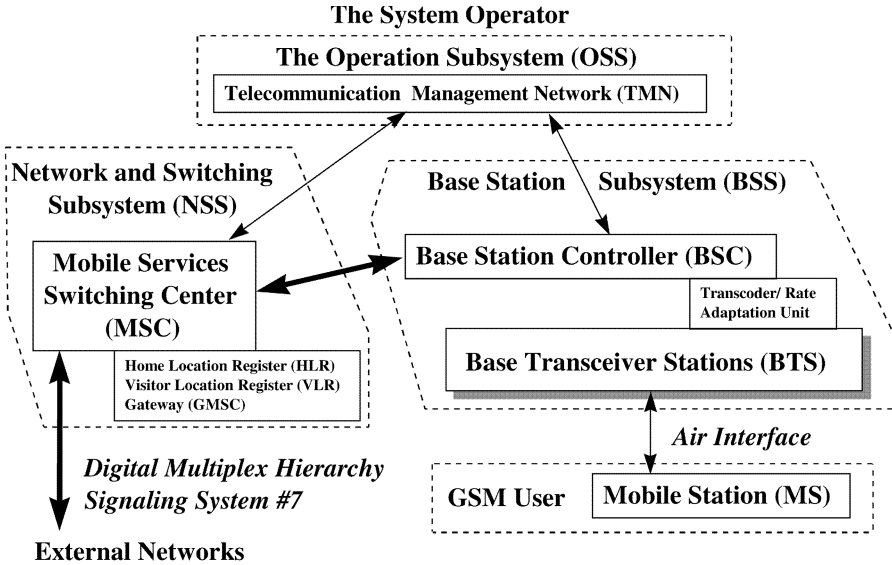 The System Operator
The Operation Subsystem (OSS)
Telecommunication Management Network (TMN)
Network and Switching
Subsystem (NSS)
Base Station Subsystem (BSS)
Mobile Services
Switching Center
(MSC)
Base Station Controller (BSC)
Transcoder/ Rate
Adaptation Unit
Home Location Register (HLR)
Visitor Location Register (VLR)
Gateway (GMSC)
Base Transceiver Stations (BTS)
Air Interface
Digital Multiplex Hierarchy
Signaling System #7
GSM User
Mobile Station (MS)
External Networks